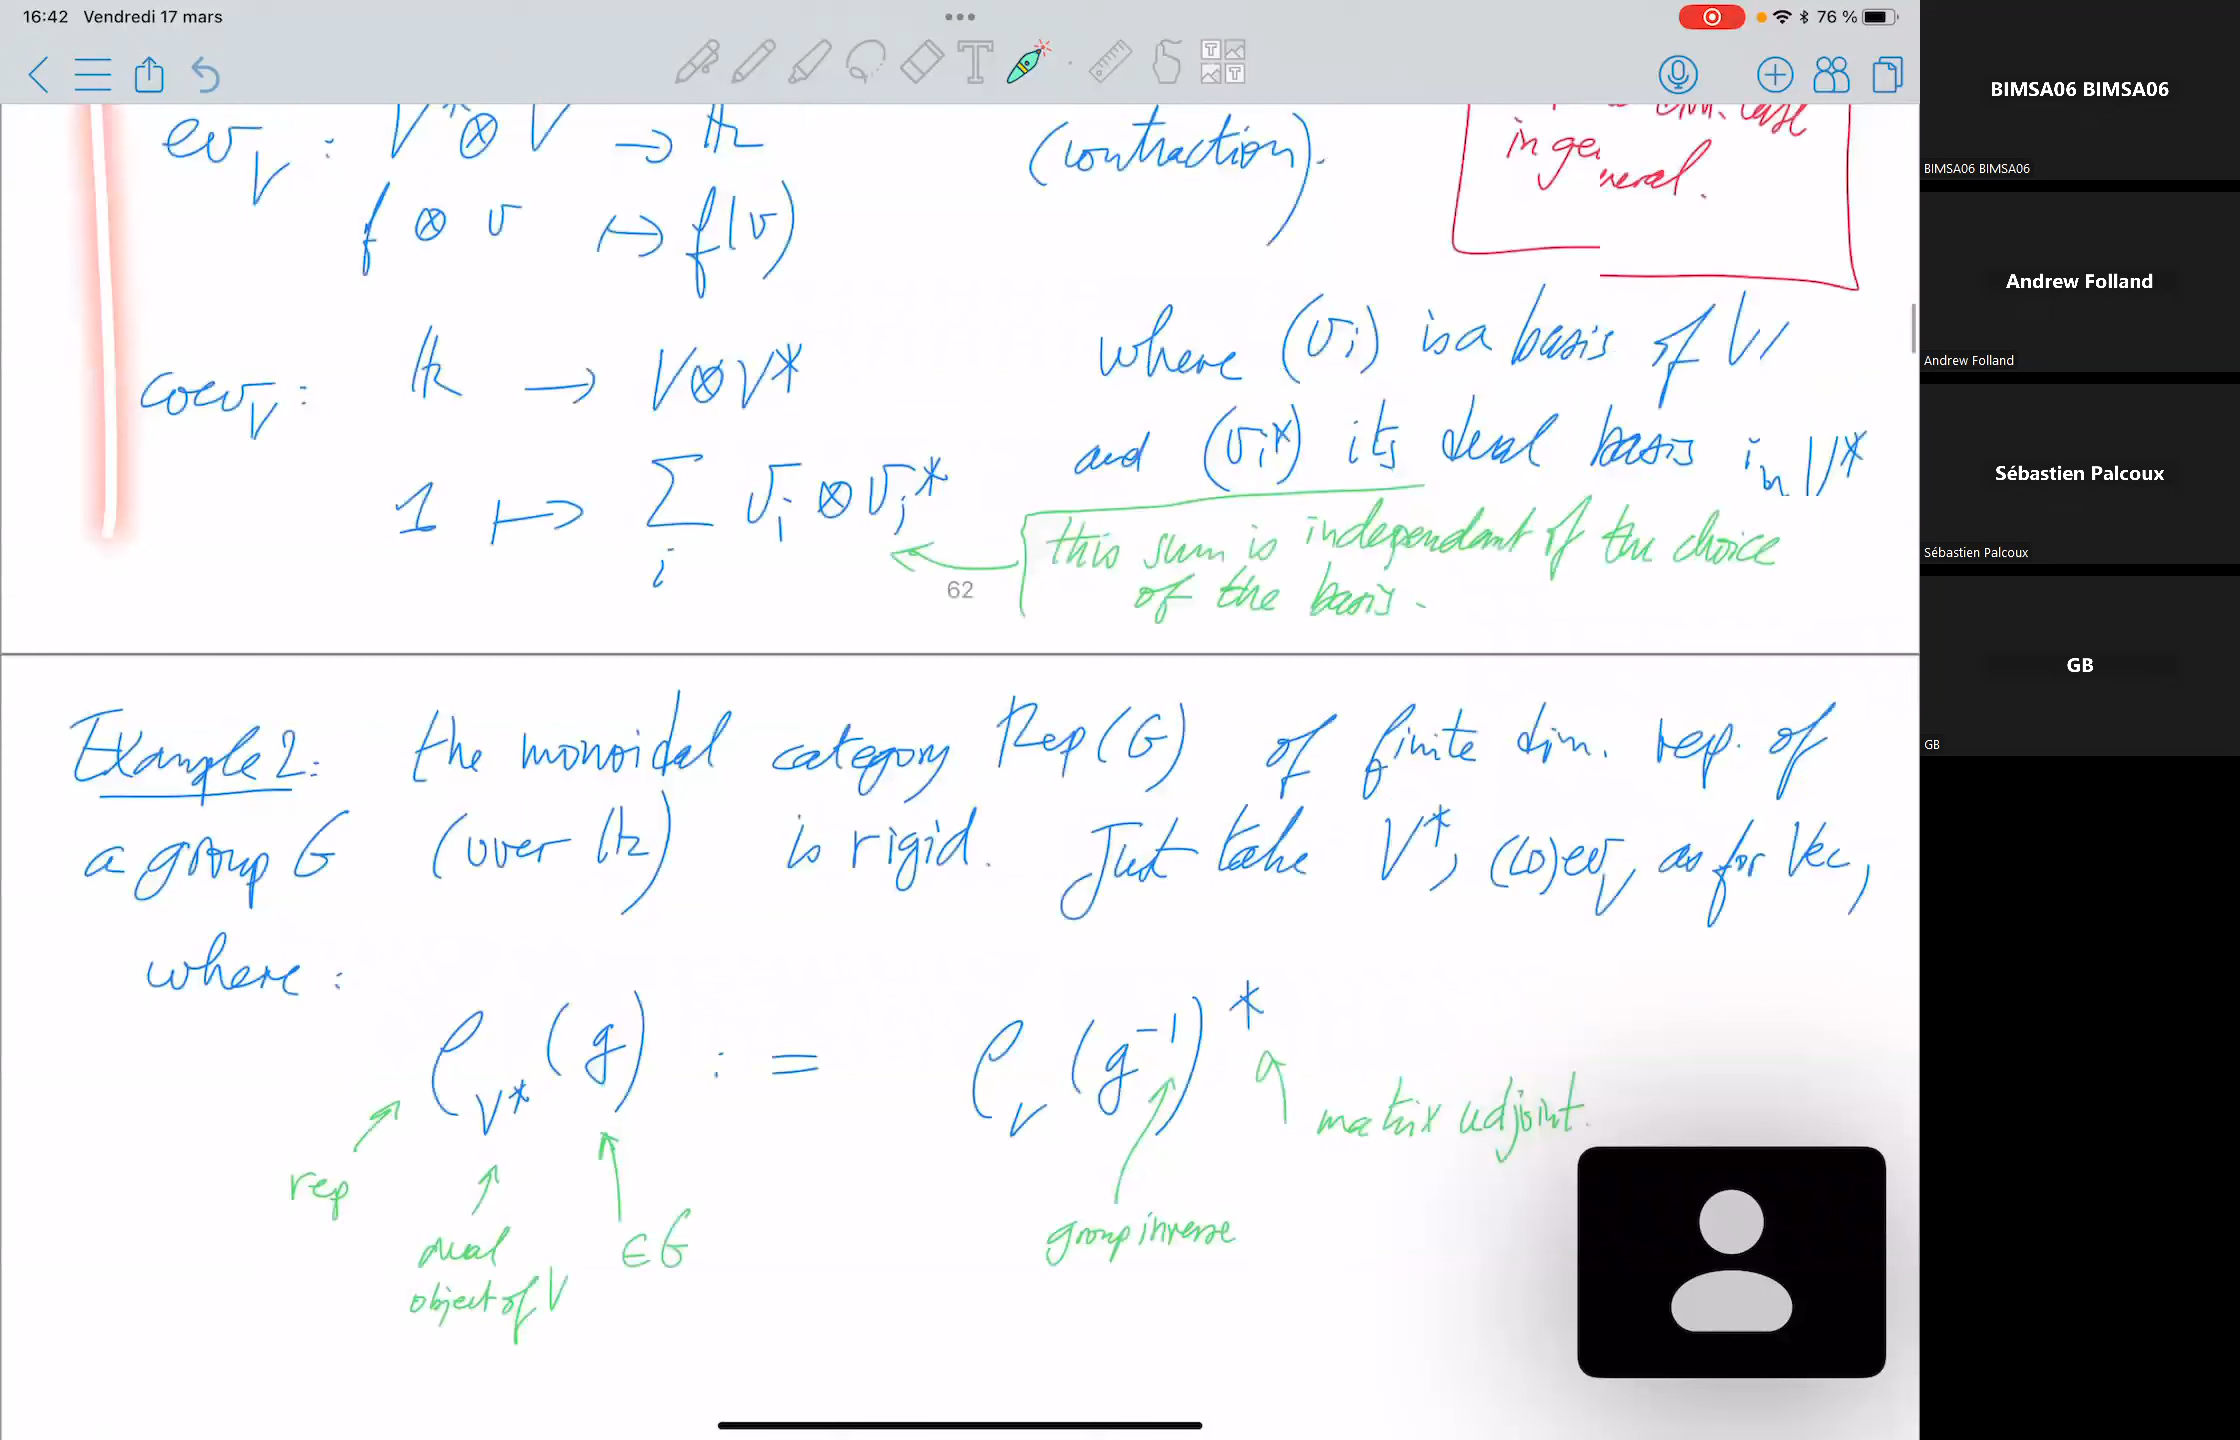 16:42 Vendredi 17 mars
76 %
ev_V : V* ⊗ V → 𝕜 (contraction).
in general.
f ⊗ v ↦ f(v)
coev_V : 𝕜 → V⊗V* where (v_i) is a basis of V,
and (v_i*) its dual basis in V*
1 ↦ Σ_i v_i ⊗ v_i*
this sum is independant of the choice
of the basis.
62
Example 2: the monoidal category Rep(G) of finite dim. rep. of
a group G (over 𝕜) is rigid. Just take V*, (co)ev_V as for Vec,
where :
ρ_V* (g) := ρ_V (g⁻¹)*
matrix adjoint.
rep
dual
object of V
∈ G
group inverse
BIMSA06 BIMSA06
BIMSA06 BIMSA06
Andrew Folland
Andrew Folland
Sébastien Palcoux
Sébastien Palcoux
GB
GB